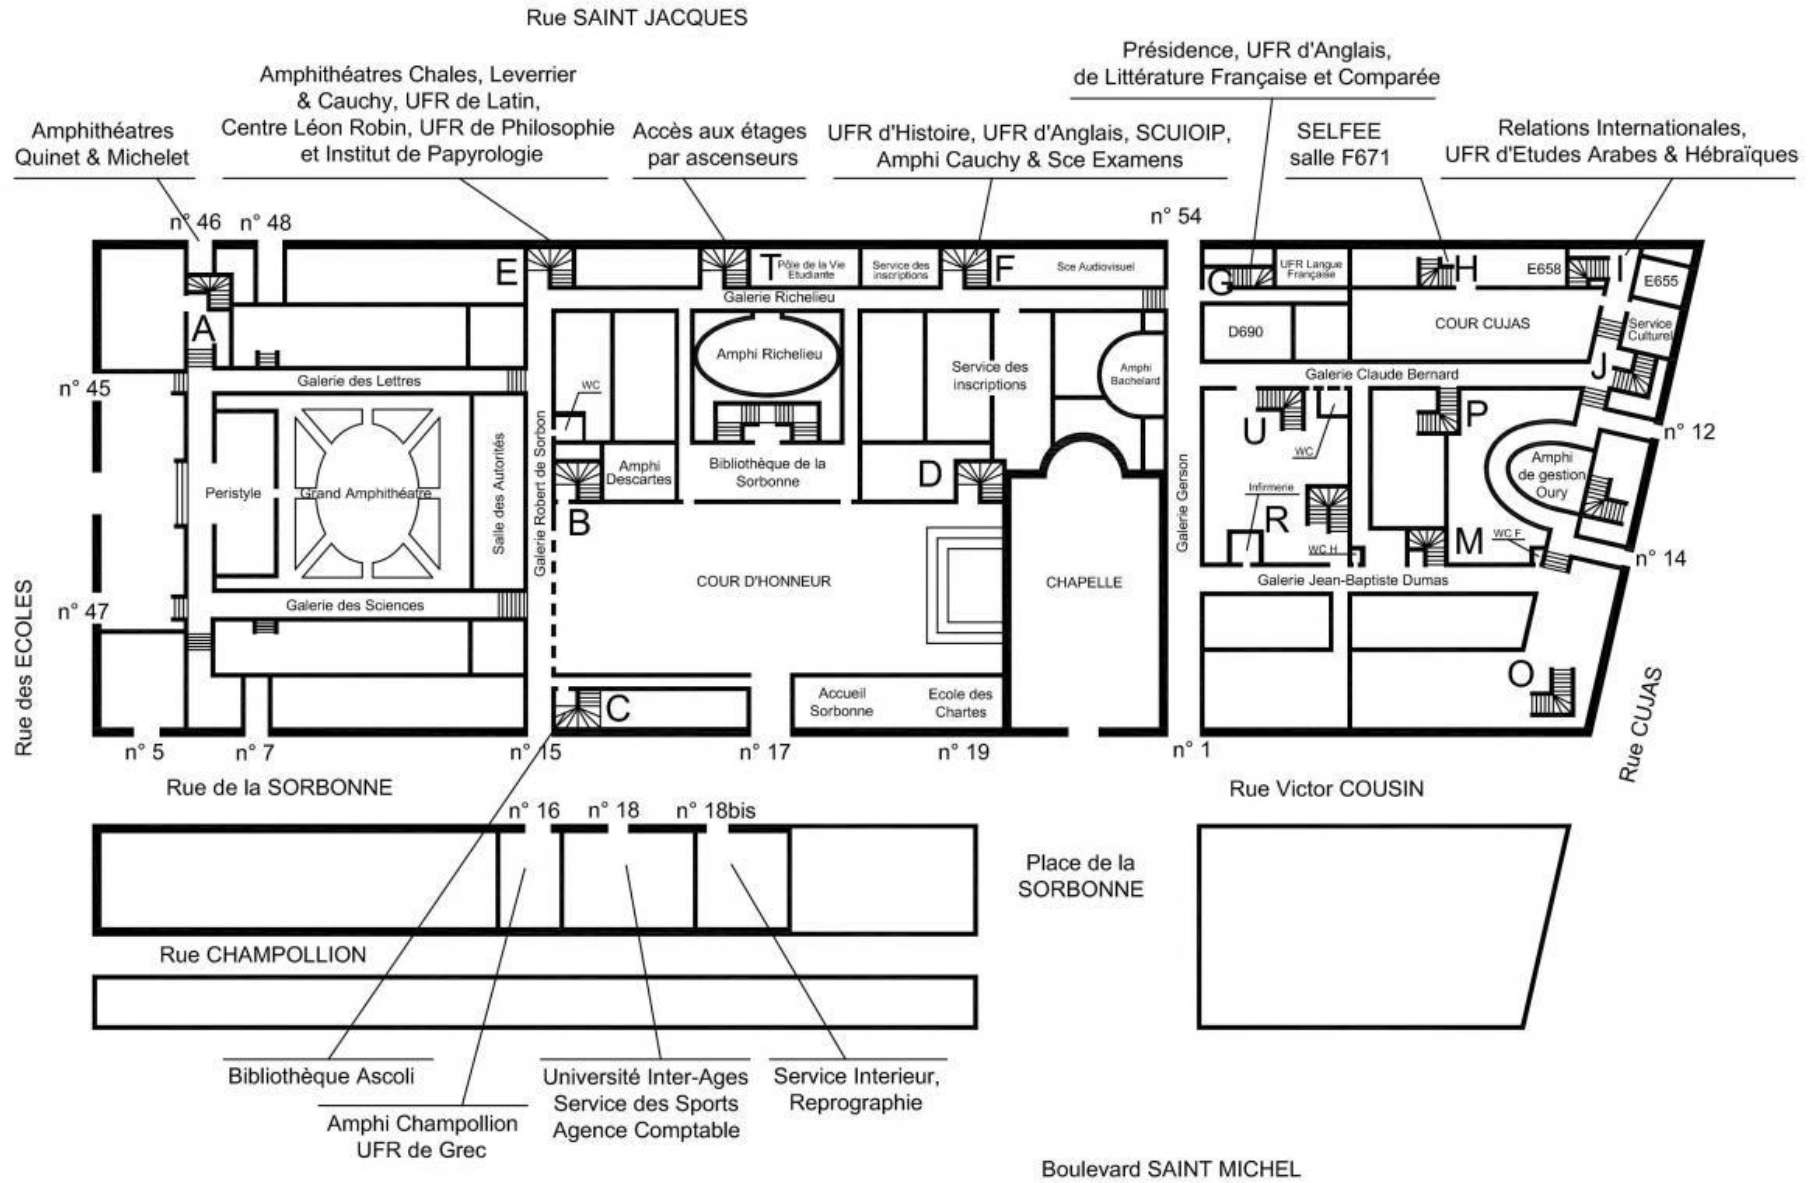 Rue SAINT JACQUES
Présidence, UFR d'Anglais,
de Littérature Française et Comparée
Amphithéatres Chales, Leverrier
& Cauchy, UFR de Latin,
Centre Léon Robin, UFR de Philosophie
et Institut de Papyrologie
Amphithéatres
Quinet & Michelet
Accès aux étages
par ascenseurs
UFR d'Histoire, UFR d'Anglais, SCUIOIP,
Amphi Cauchy & Sce Examens
SELFEE
salle F671
Relations Internationales,
UFR d'Etudes Arabes & Hébraïques
n° 46
n° 48
n° 54
E
T
Pôle de la Vie
Etudiante
Service des
inscriptions
F
Sce Audiovisuel
G
UFR Langue
Française
H
E658
I
E655
Galerie Richelieu
A
Amphi Richelieu
D690
COUR CUJAS
Service
Culturel
n° 45
Galerie des Lettres
WC
Service des
inscriptions
Amphi
Bachelard
Galerie Claude Bernard
J
U
WC
P
n° 12
Peristyle
Grand Amphithéatre
Salle des Autorités
Galerie Robert de Sorbon
Amphi
Descartes
Bibliothèque de la
Sorbonne
D
B
Galerie Gerson
Infirmerie
R
WC H
M
WC F
Amphi
de gestion
Oury
n° 14
COUR D'HONNEUR
CHAPELLE
Galerie Jean-Baptiste Dumas
Rue des ECOLES
n° 47
Galerie des Sciences
C
Accueil
Sorbonne
Ecole des
Chartes
O
Rue CUJAS
n° 5
n° 7
n° 15
n° 17
n° 19
n° 1
Rue de la SORBONNE
Rue Victor COUSIN
n° 16
n° 18
n° 18bis
Place de la
SORBONNE
Rue CHAMPOLLION
Bibliothèque Ascoli
Amphi Champollion
UFR de Grec
Université Inter-Ages
Service des Sports
Agence Comptable
Service Interieur,
Reprographie
Boulevard SAINT MICHEL